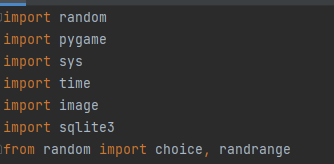 import random
import pygame
import sys
import time
import image
import sqlite3
from random import choice, randrange